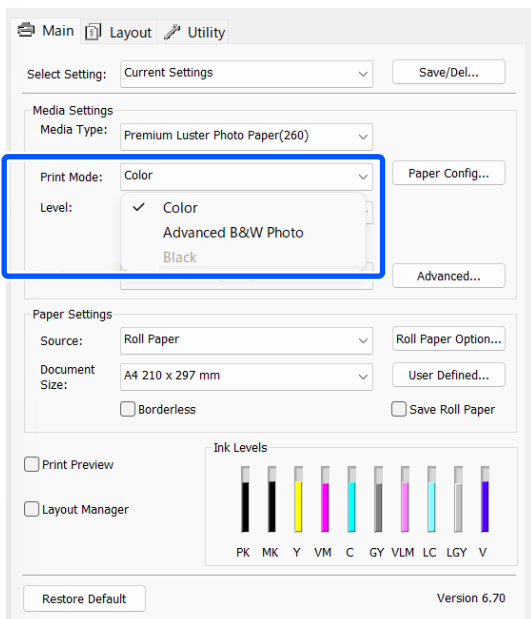 Main Layout Utility
Select Setting: Current Settings Save/Del...
Media Settings
Media Type: Premium Luster Photo Paper(260)
Print Mode: Color Paper Config...
Level:
Color
Advanced B&W Photo
Black
Advanced...
Paper Settings
Source: Roll Paper Roll Paper Option...
Document
Size: A4 210 x 297 mm User Defined...
Borderless Save Roll Paper
Ink Levels
Print Preview
Layout Manager
PK MK Y VM C GY VLM LC LGY V
Restore Default Version 6.70